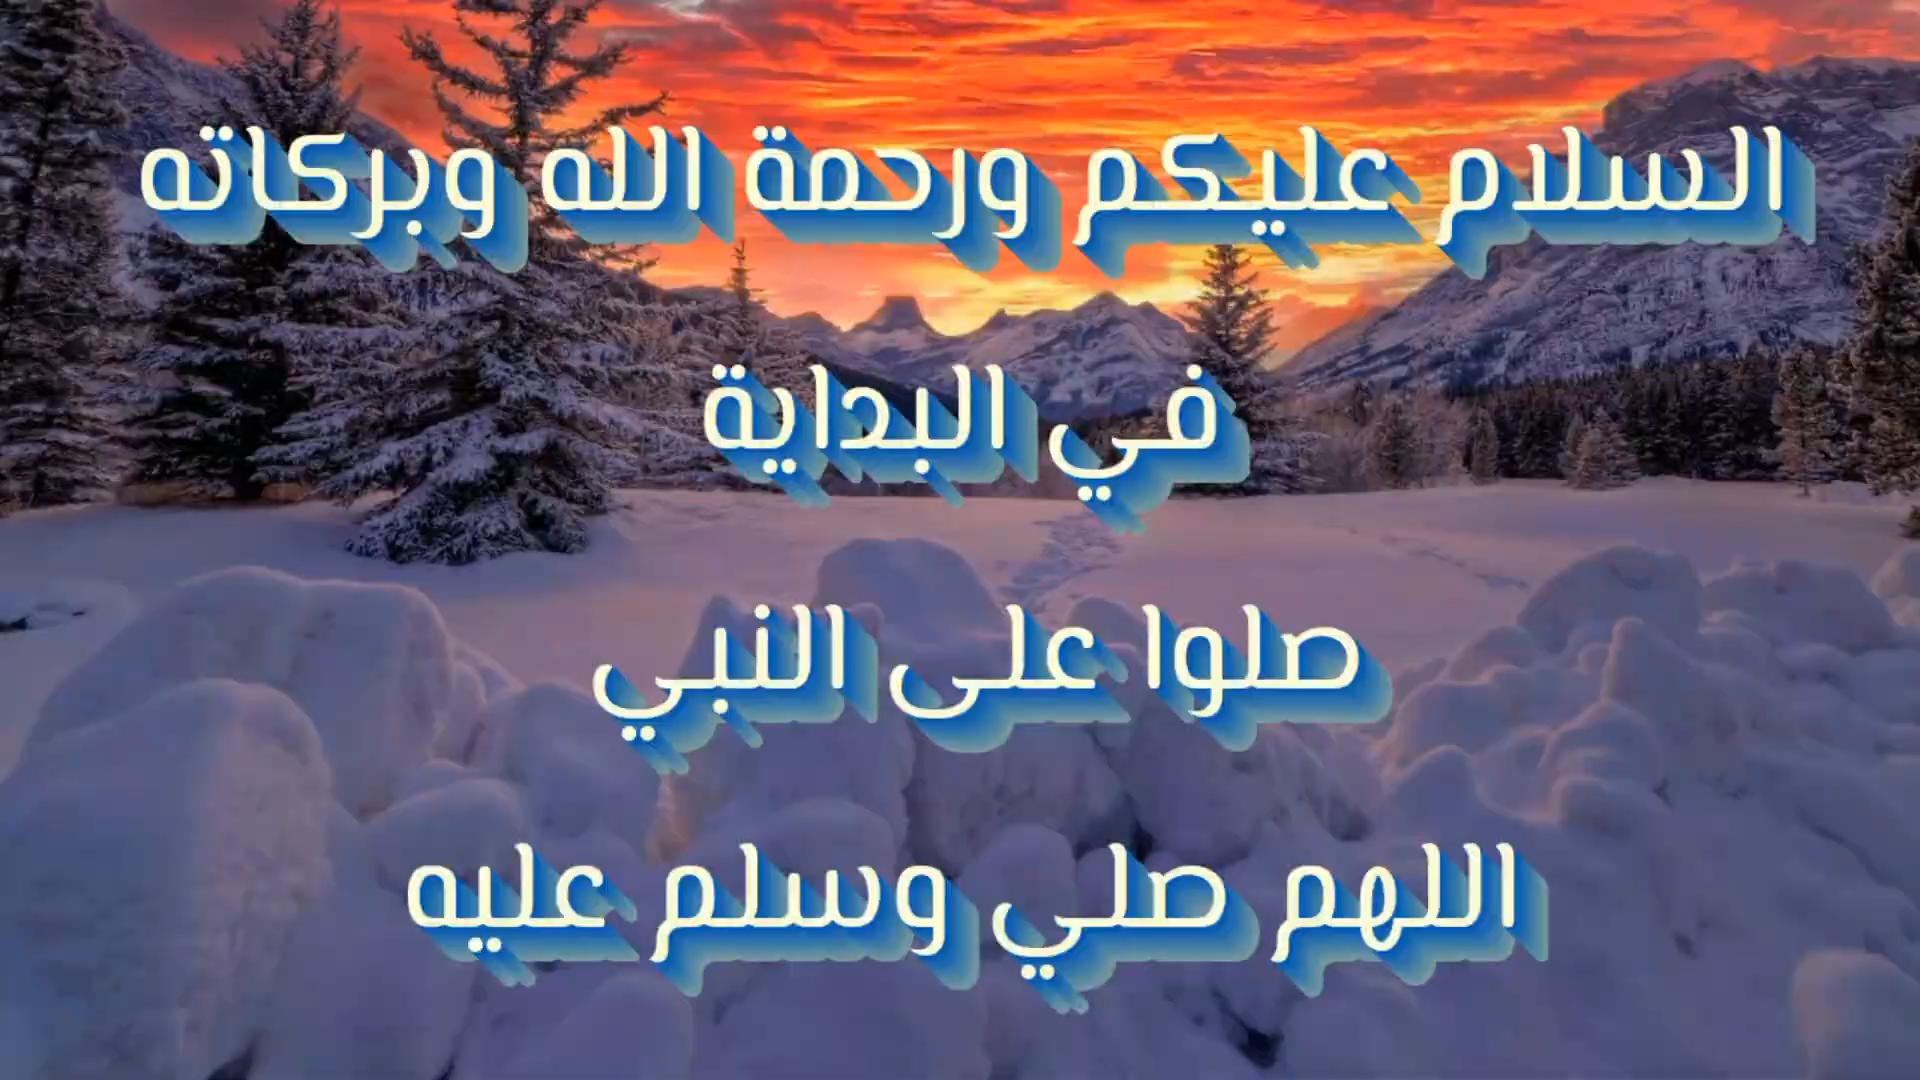 السلام عليكم ورحمة الله وبركاته
في البداية
صلوا على النبي
اللهم صلي وسلم عليه